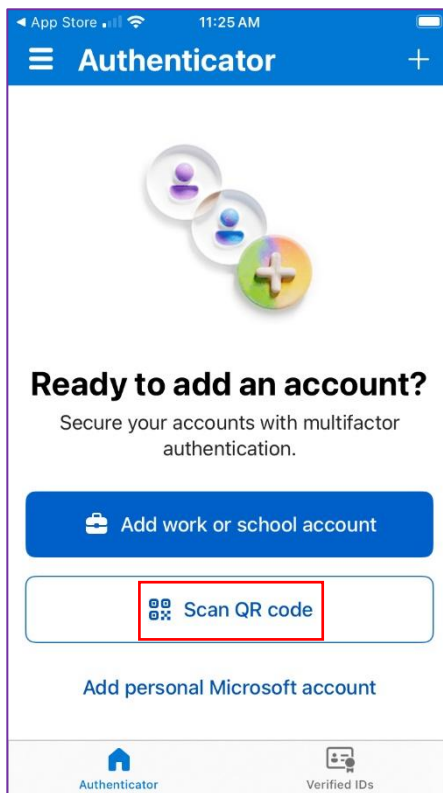 App Store
11:25 AM
Authenticator
Ready to add an account?
Secure your accounts with multifactor
authentication.
Add work or school account
Scan QR code
Add personal Microsoft account
Authenticator
Verified IDs